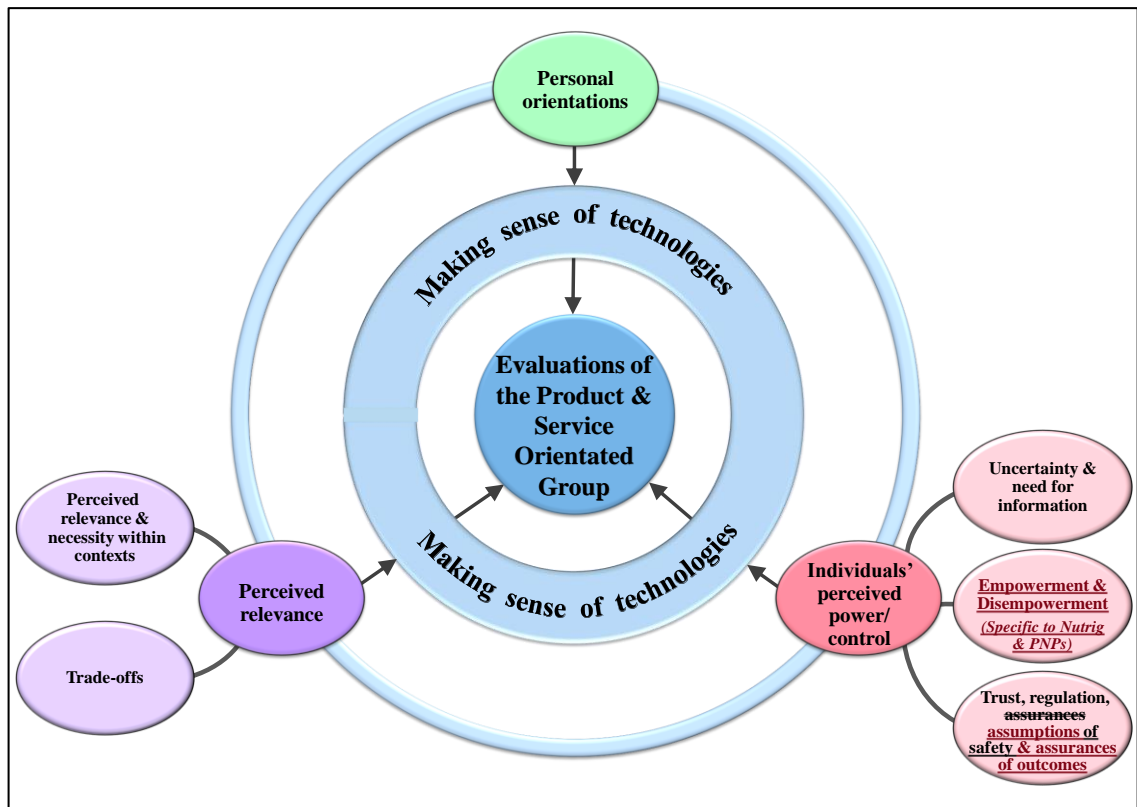 Personal
orientations
Making sense of technologies
Evaluations of
the Product &
Service
Orientated
Group
Making sense of technologies
Perceived
relevance &
necessity within
contexts
Perceived
relevance
Trade-offs
Individuals’
perceived
power/
control
Uncertainty &
need for
information
Empowerment &
Disempowerment
(Specific to Nutrig
& PNPs)
Trust, regulation,
assurances
assumptions of
safety & assurances
of outcomes